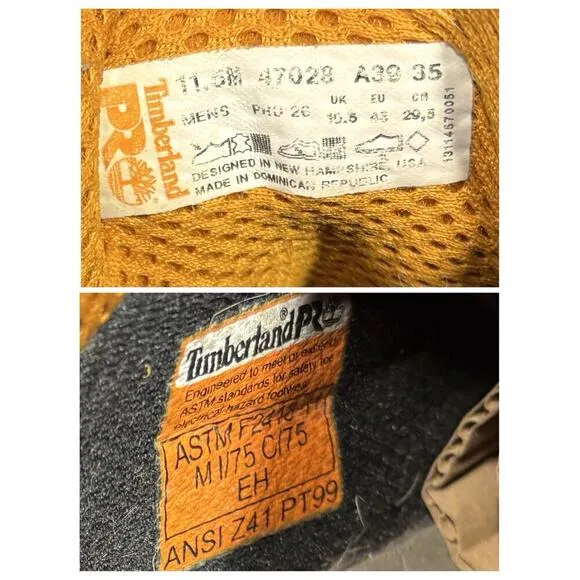 Timberland
PRO
11.5M 47028 A39 35
MENS PRO 26
UK EU CM
10.5 45 29,5
DESIGNED IN NEW HAMPSHIRE, USA
MADE IN DOMINICAN REPUBLIC
Timberland PRO
®
Engineered to meet or exceed
ASTM standards for safety toe
electrical hazard footwear
ASTM F2413
M I/75 C/75
EH
ANSI Z41 PT99